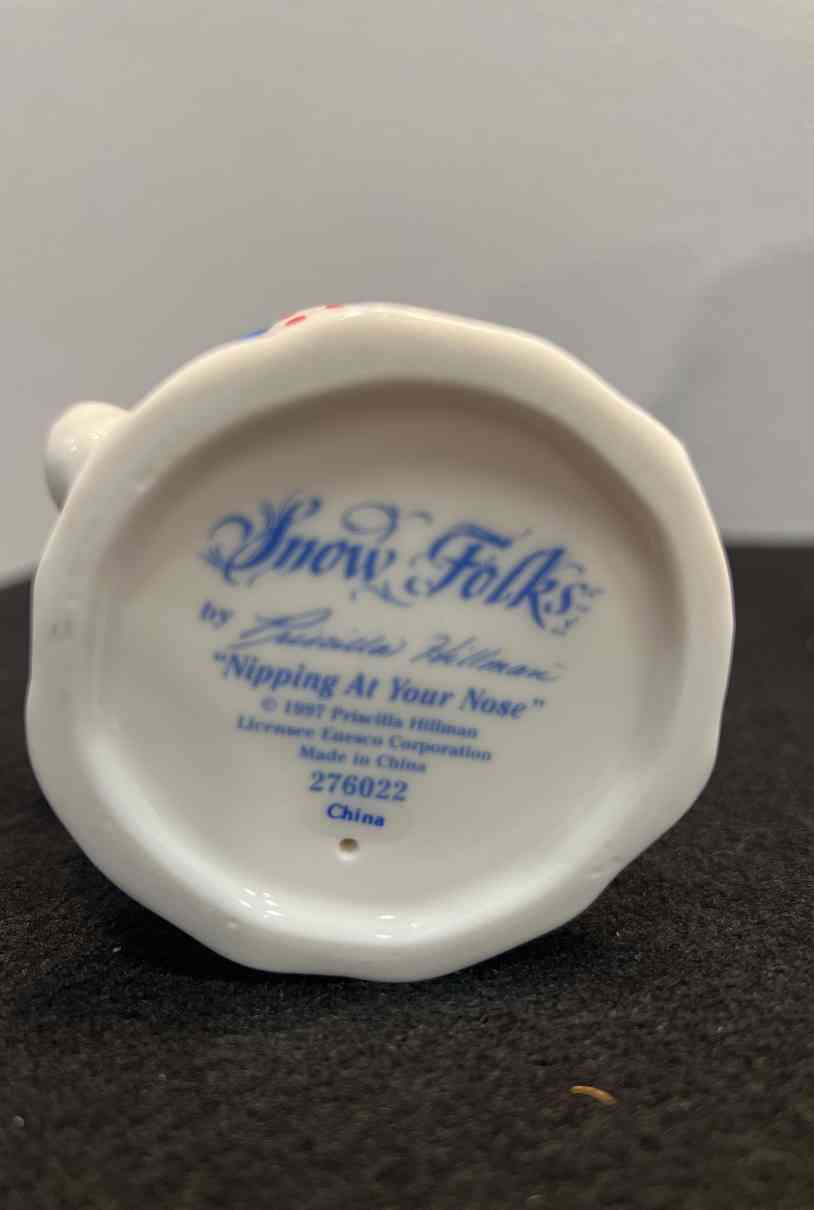 Snow Folks
by Priscilla Hillman
"Nipping At Your Nose"
© 1997 Priscilla Hillman
Licensee Enesco Corporation
Made in China
276022
China